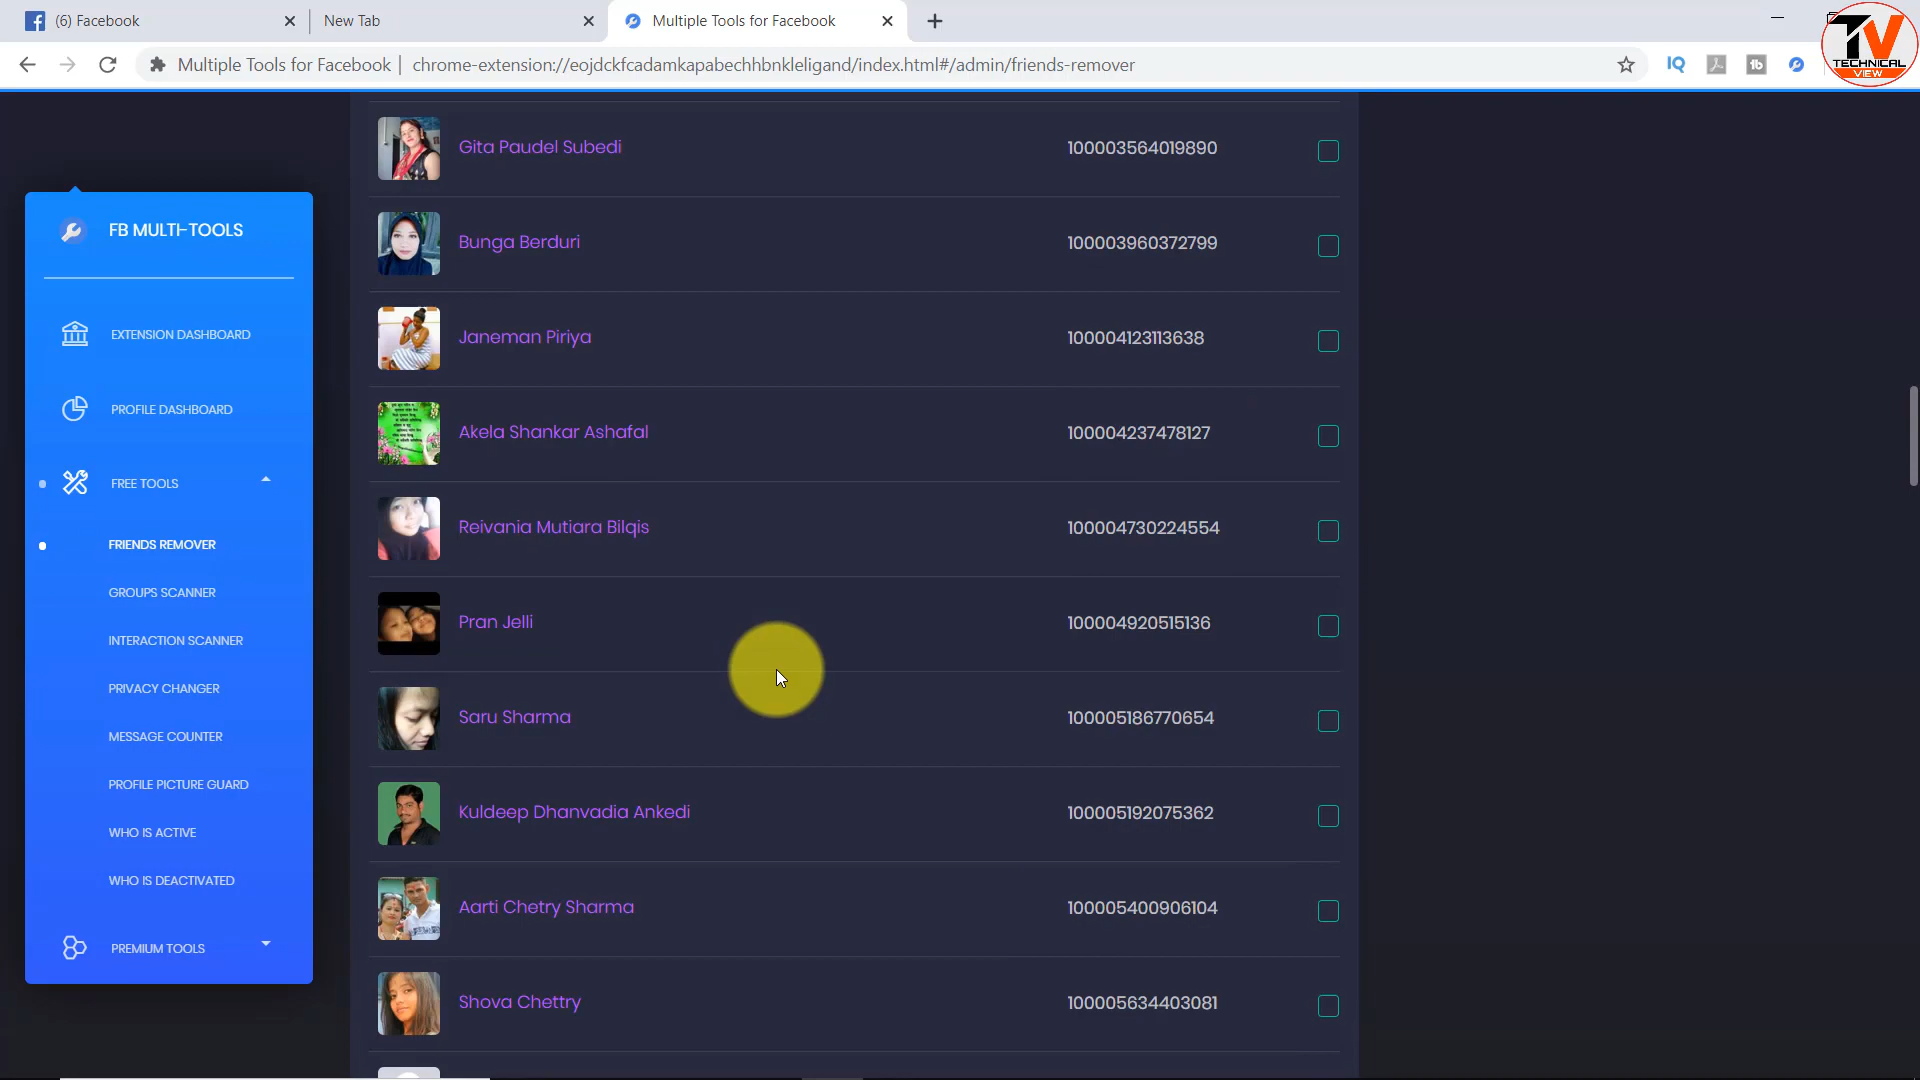 (6) Facebook
New Tab
Multiple Tools for Facebook
Multiple Tools for Facebook | chrome-extension://eojdckfcadamkapabechhbnkleligand/index.html#/admin/friends-remover
IQ
tb
TV
TECHNICAL
VIEW
FB MULTI-TOOLS
EXTENSION DASHBOARD
PROFILE DASHBOARD
FREE TOOLS
FRIENDS REMOVER
GROUPS SCANNER
INTERACTION SCANNER
PRIVACY CHANGER
MESSAGE COUNTER
PROFILE PICTURE GUARD
WHO IS ACTIVE
WHO IS DEACTIVATED
PREMIUM TOOLS
Gita Paudel Subedi 100003564019890
Bunga Berduri 100003960372799
Janeman Piriya 100004123113638
Akela Shankar Ashafal 100004237478127
Reivania Mutiara Bilqis 100004730224554
Pran Jelli 100004920515136
Saru Sharma 100005186770654
Kuldeep Dhanvadia Ankedi 100005192075362
Aarti Chetry Sharma 100005400906104
Shova Chettry 100005634403081